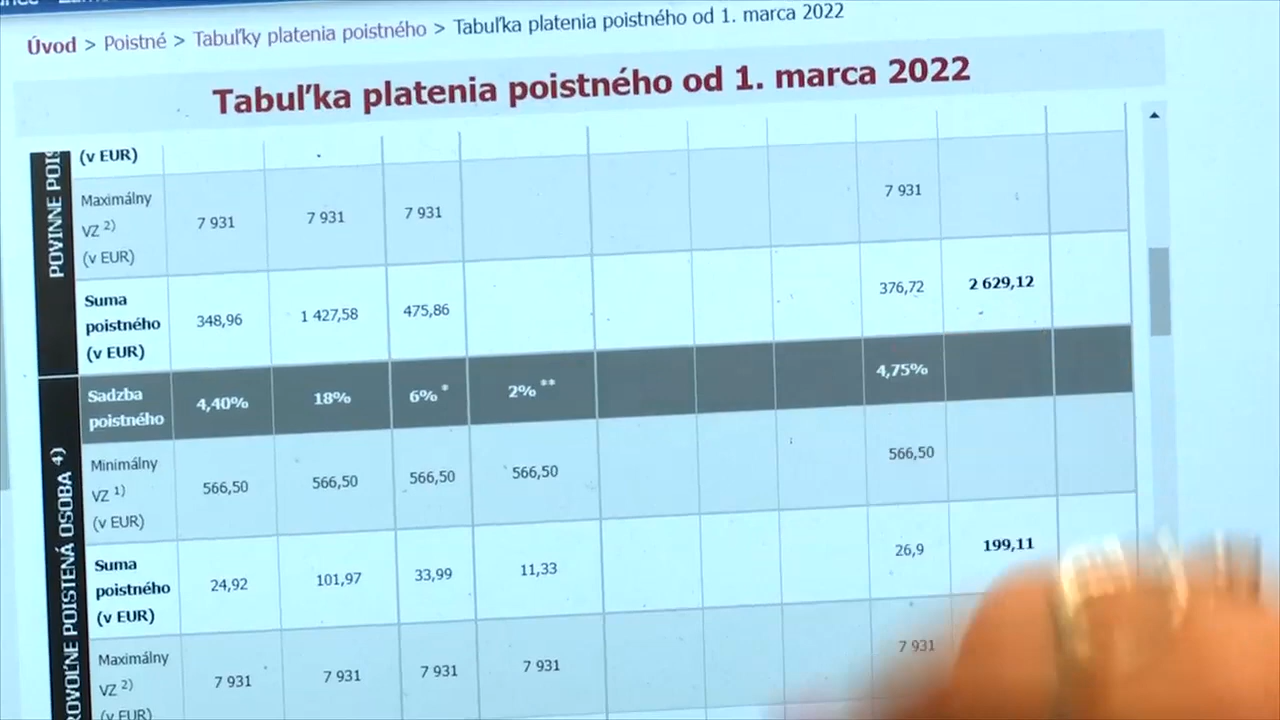 Úvod > Poistné > Tabuľky platenia poistného > Tabuľka platenia poistného od 1. marca 2022
Tabuľka platenia poistného od 1. marca 2022
POVINNE
(v EUR)
Maximálny
VZ 2)
(v EUR)
7 931
7 931
7 931
7 931
Suma
poistného
(v EUR)
348,96
1 427,58
475,86
376,72
2 629,12
POISTENÁ OSOBA 4)
Sadzba
poistného
4,40%
18%
6% *
2% **
4,75%
Minimálny
VZ 1)
(v EUR)
566,50
566,50
566,50
566,50
566,50
Suma
poistného
(v EUR)
24,92
101,97
33,99
11,33
26,9
199,11
Maximálny
VZ 2)
(v EUR)
7 931
7 931
7 931
7 931
7 931